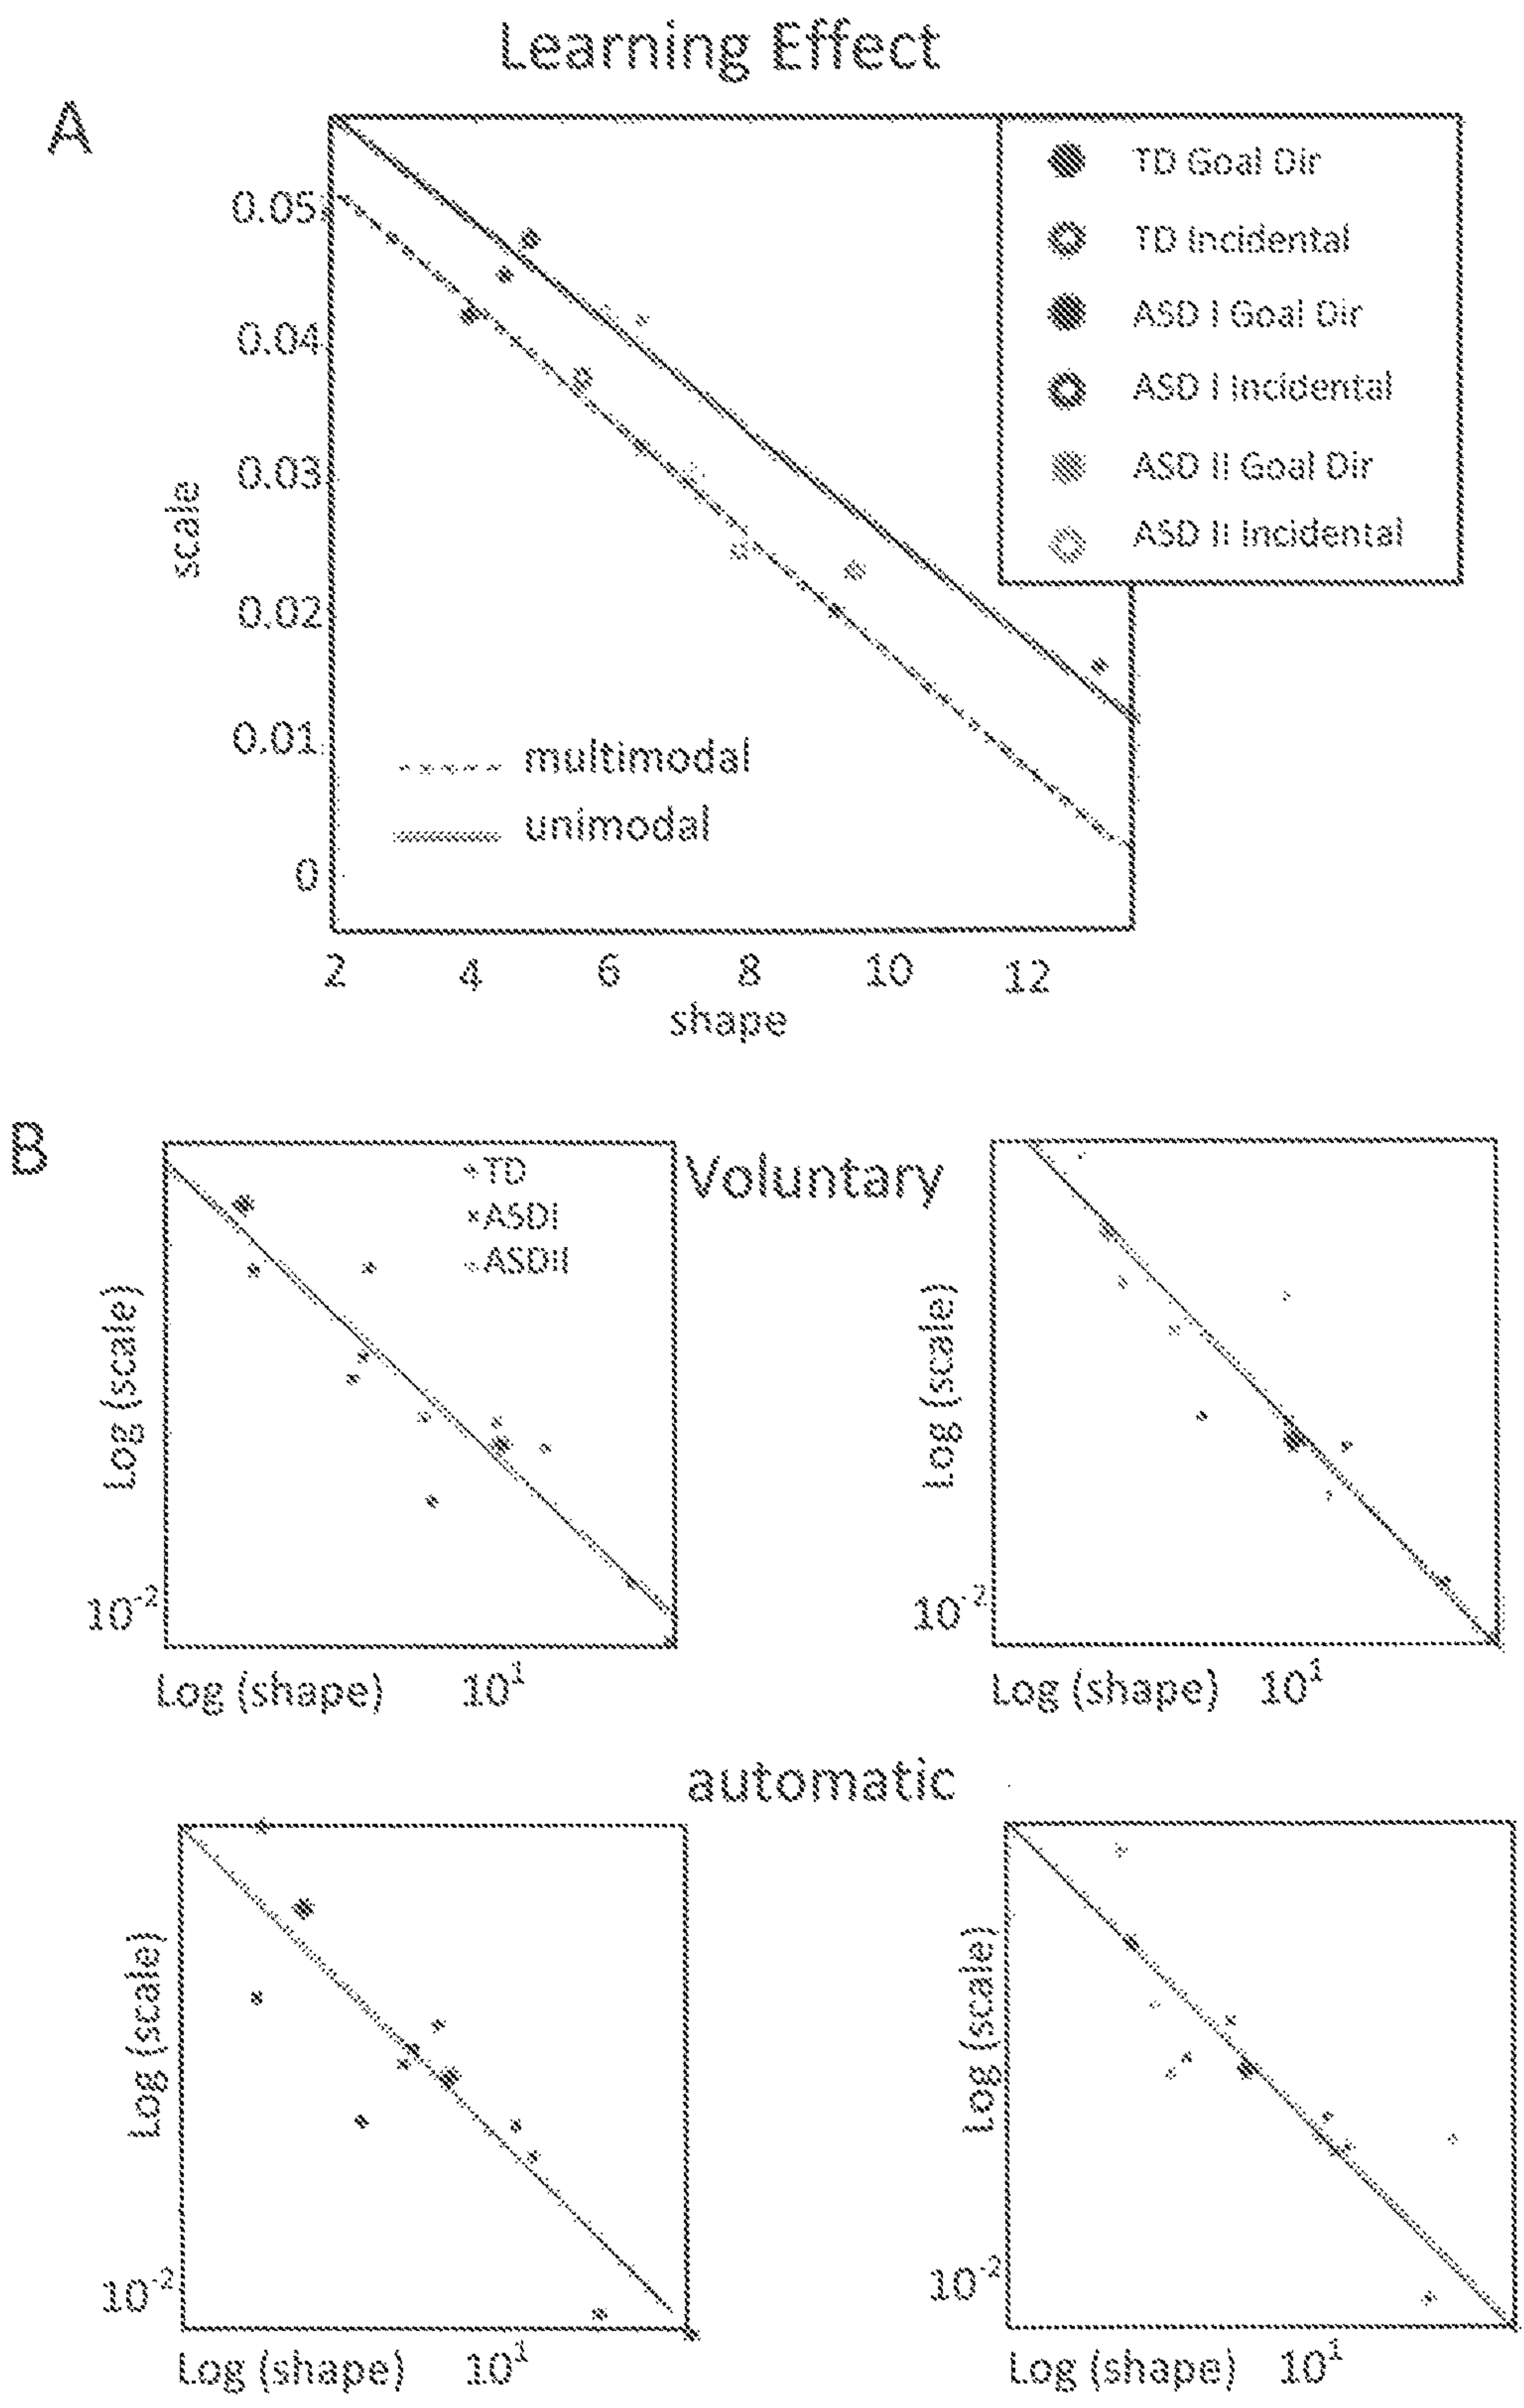 Learning Effect
A
TD Goal Dir
TD Incidental
ASD I Goal Dir
ASD I Incidental
ASD II Goal Dir
ASD II Incidental
0.05
0.04
0.03
0.02
0.01
0
scale
multimodal
unimodal
2 4 6 8 10 12
shape
B
TD
ASDI
ASDII
Voluntary
Log (scale)
Log (scale)
10⁻²
10⁻²
Log (shape) 10¹
Log (shape) 10¹
automatic
Log (scale)
Log (scale)
10⁻²
10⁻²
Log (shape) 10¹
Log (shape) 10¹